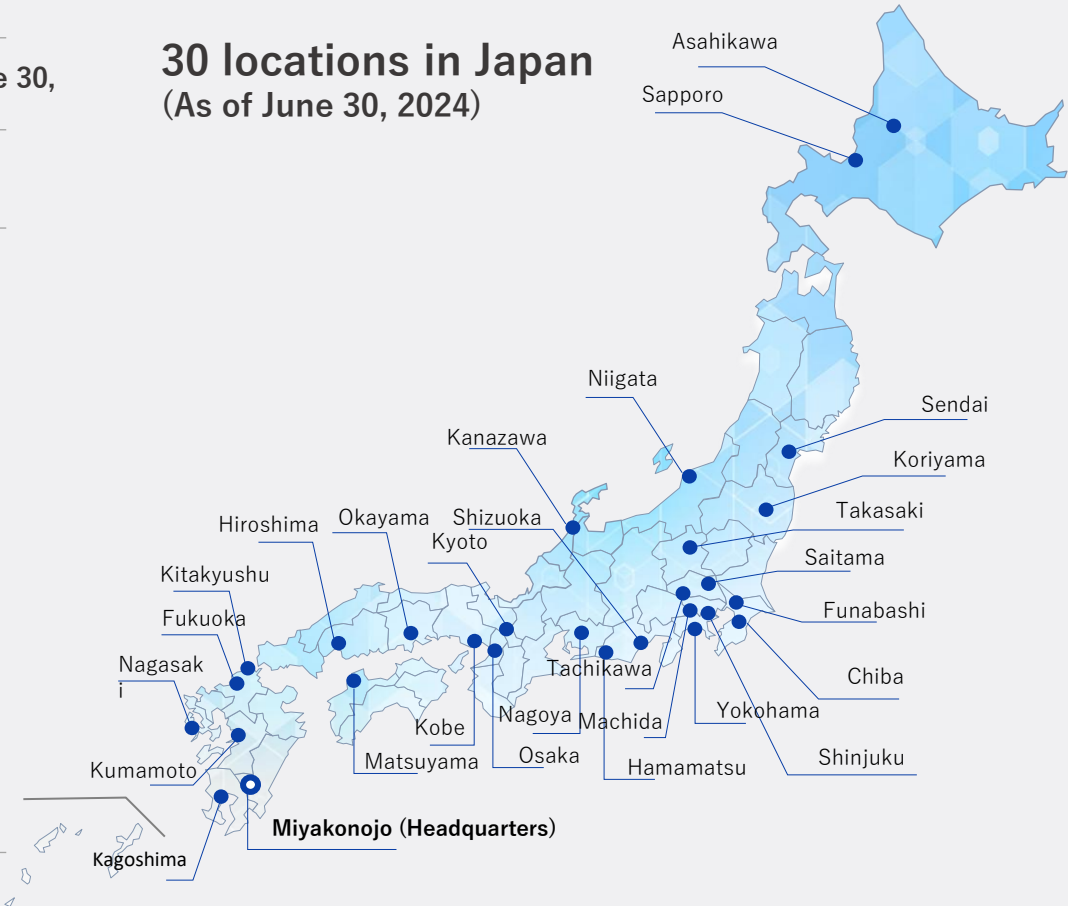 e 30,
30 locations in Japan
(As of June 30, 2024)
Asahikawa
Sapporo
Niigata
Sendai
Kanazawa
Koriyama
Takasaki
Hiroshima
Okayama
Shizuoka
Kyoto
Saitama
Kitakyushu
Funabashi
Fukuoka
Nagasak
i
Tachikawa
Chiba
Kobe
Nagoya
Machida
Yokohama
Matsuyama
Osaka
Hamamatsu
Shinjuku
Kumamoto
Miyakonojo (Headquarters)
Kagoshima